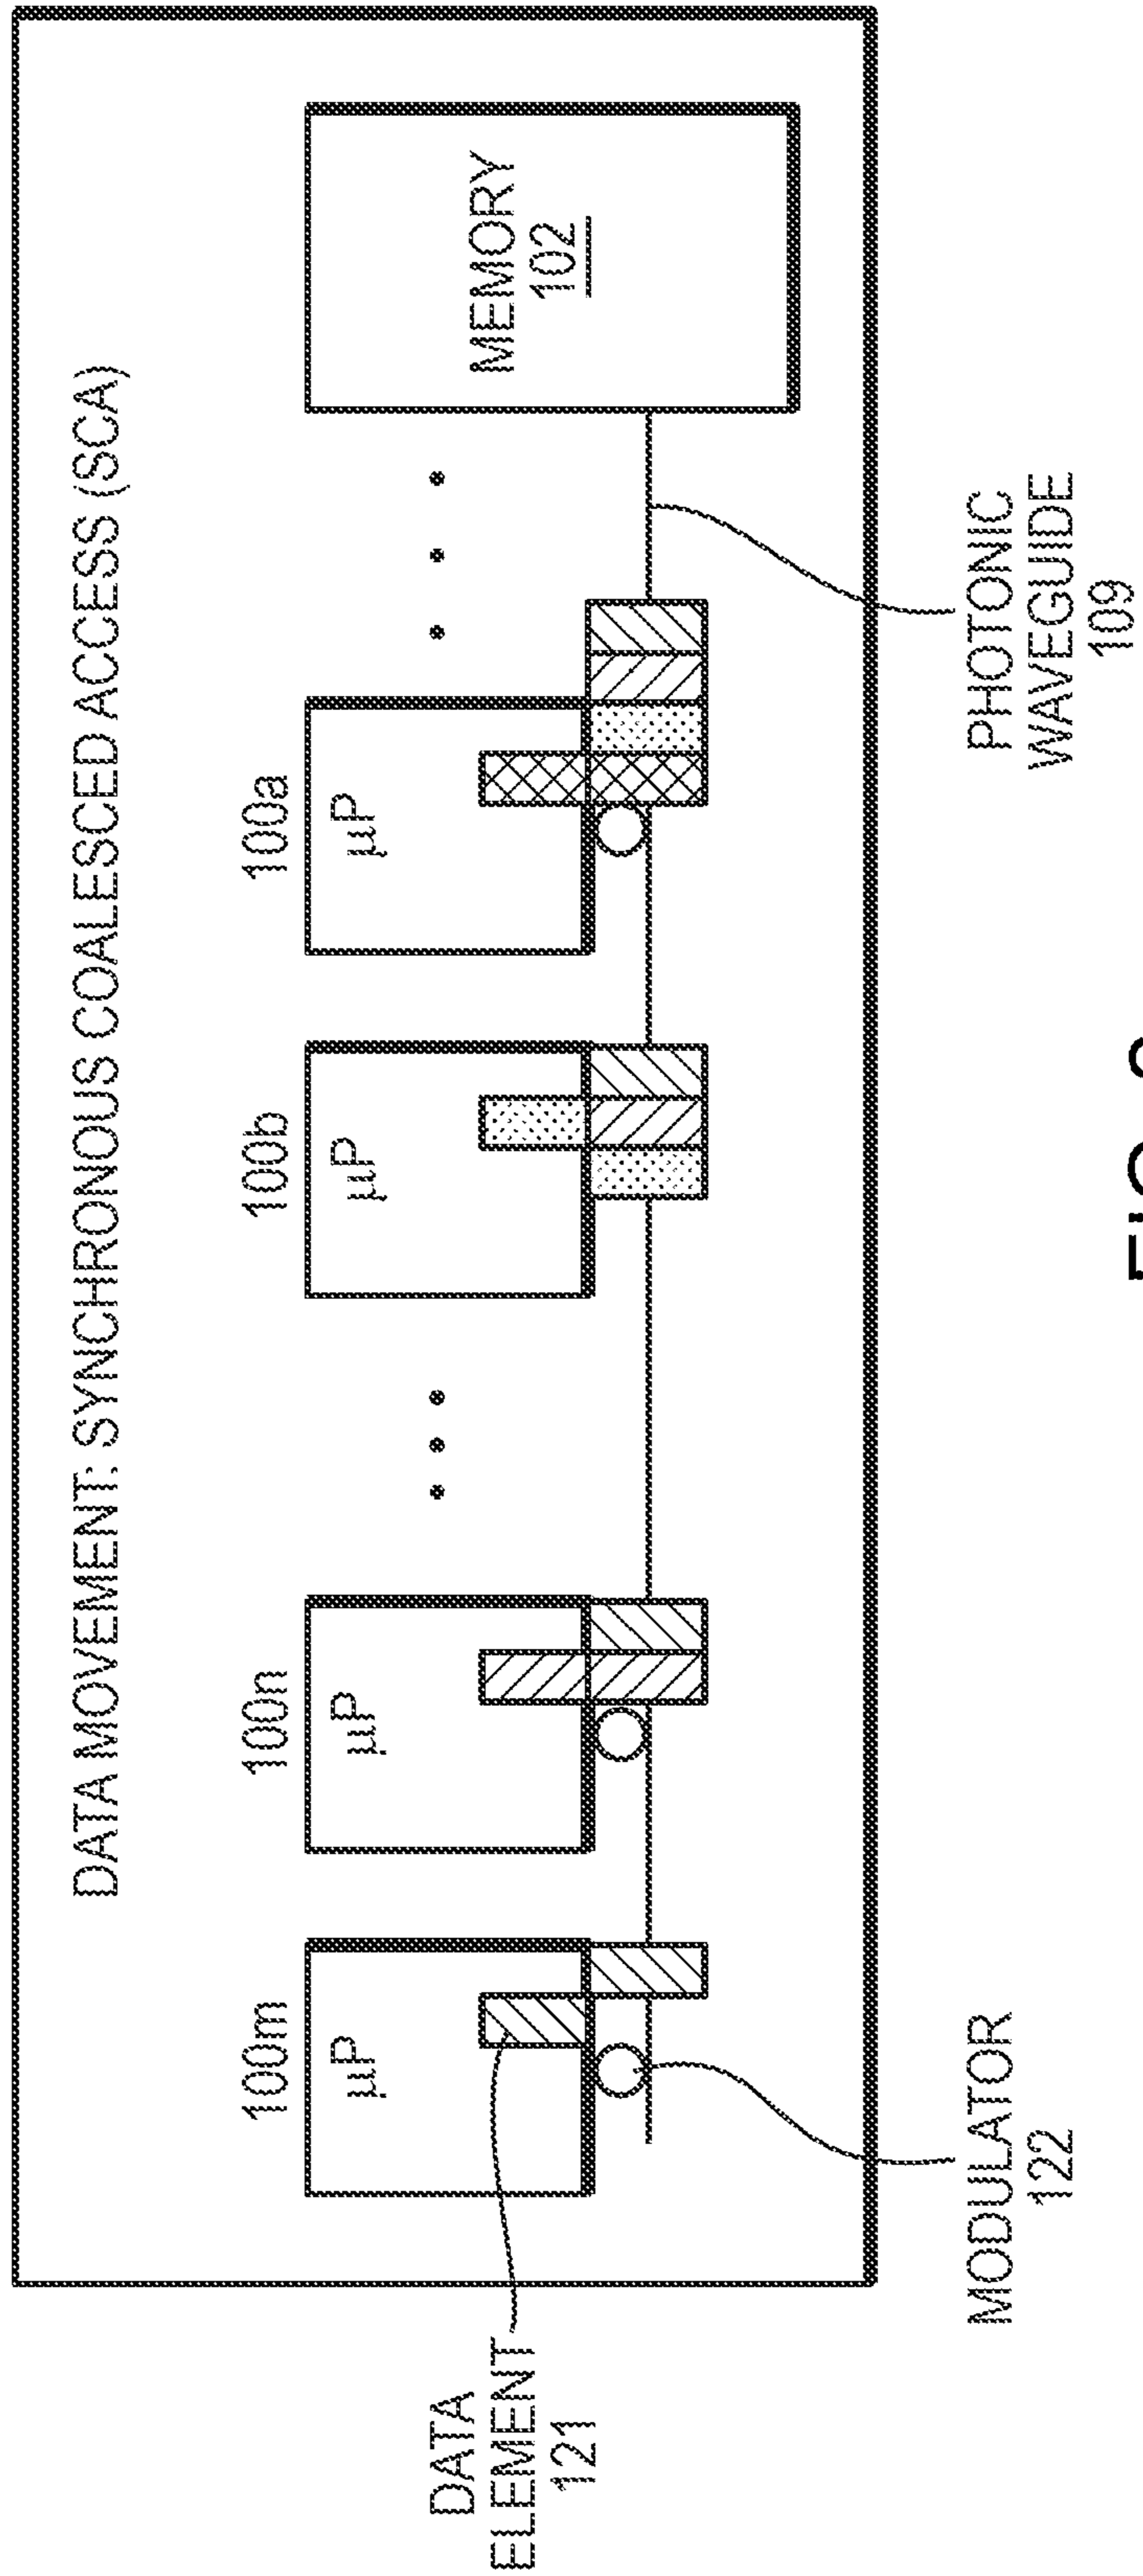 DATA MOVEMENT: SYNCHRONOUS COALESCED ACCESS (SCA)
100m
100n
100b
100a
µP
µP
µP
µP
MEMORY
102
DATA
ELEMENT
121
MODULATOR
122
PHOTONIC
WAVEGUIDE
109